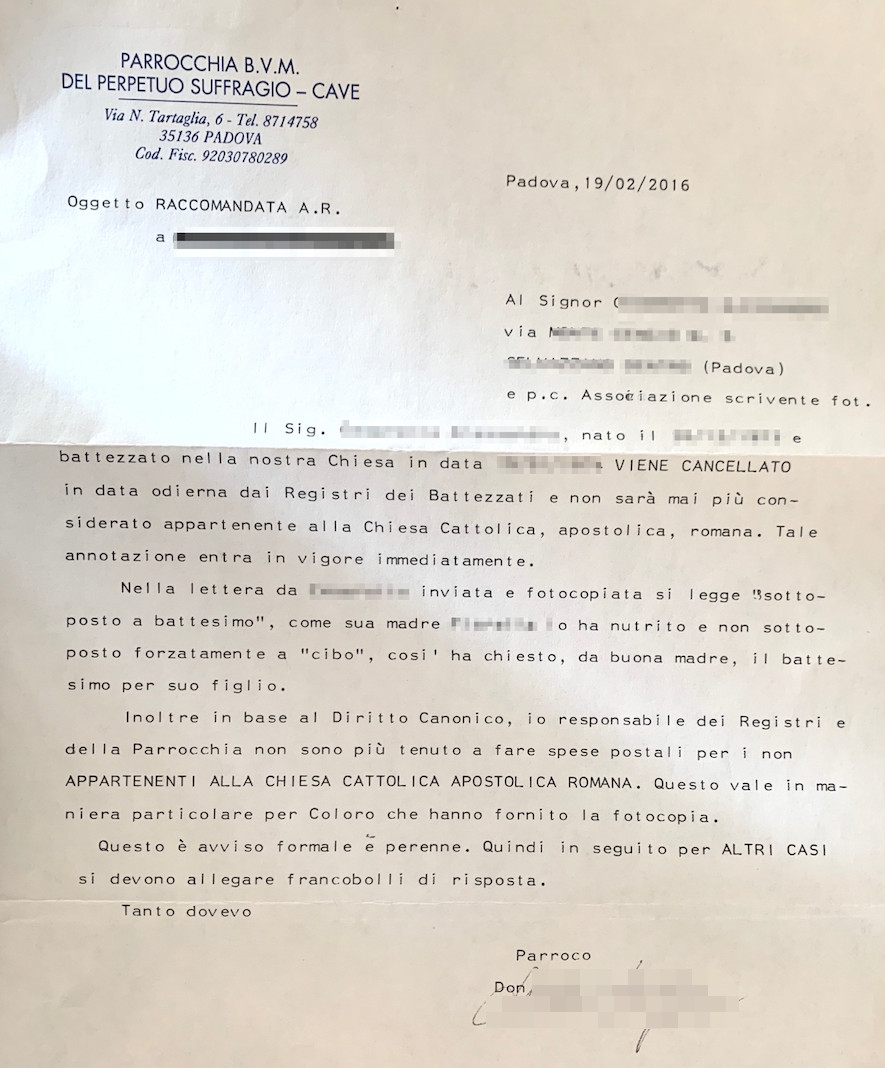 PARROCCHIA B.V.M.
DEL PERPETUO SUFFRAGIO – CAVE
Via N. Tartaglia, 6 - Tel. 8714758
35136 PADOVA
Cod. Fisc. 92030780289
Padova,19/02/2016
Oggetto RACCOMANDATA A.R.
a
Al Signor
via
(Padova)
e p.c. Associazione scrivente fot.
Il Sig. , nato il e
battezzato nella nostra Chiesa in data VIENE CANCELLATO
in data odierna dai Registri dei Battezzati e non sarà mai più con-
siderato appartenente alla Chiesa Cattolica, apostolica, romana. Tale
annotazione entra in vigore immediatamente.
Nella lettera da inviata e fotocopiata si legge "sotto-
posto a battesimo", come sua madre lo ha nutrito e non sotto-
posto forzatamente a "cibo", cosi' ha chiesto, da buona madre, il batte-
simo per suo figlio.
Inoltre in base al Diritto Canonico, io responsabile dei Registri e
della Parrocchia non sono più tenuto a fare spese postali per i non
APPARTENENTI ALLA CHIESA CATTOLICA APOSTOLICA ROMANA. Questo vale in ma-
niera particolare per Coloro che hanno fornito la fotocopia.
Questo è avviso formale e perenne. Quindi in seguito per ALTRI CASI
si devono allegare francobolli di risposta.
Tanto dovevo
Parroco
Don